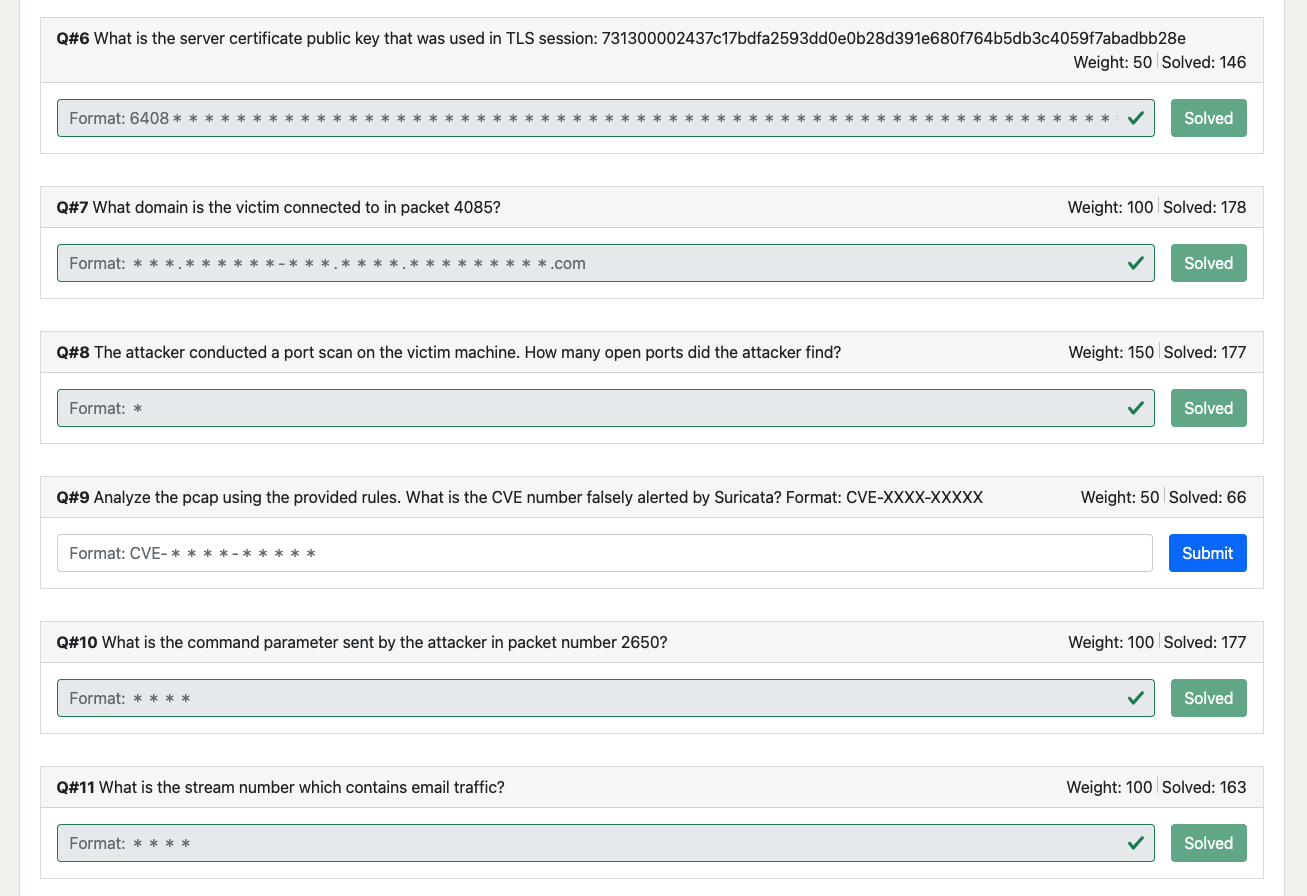 Q#6 What is the server certificate public key that was used in TLS session: 731300002437c17bdfa2593dd0e0b28d391e680f764b5db3c4059f7abadbb28e
Weight: 50 | Solved: 146
Format: 6408* * * * * * * * * * * * * * * * * * * * * * * * * * * * * * * * * * * * * * * * * * * * * * * * * * * * * * * * * * *
Solved
Q#7 What domain is the victim connected to in packet 4085? Weight: 100 | Solved: 178
Format: * * *.* * * * * *-* * *.* * * *.* * * * * * * * *.com Solved
Q#8 The attacker conducted a port scan on the victim machine. How many open ports did the attacker find? Weight: 150 | Solved: 177
Format: * Solved
Q#9 Analyze the pcap using the provided rules. What is the CVE number falsely alerted by Suricata? Format: CVE-XXXX-XXXXX Weight: 50 | Solved: 66
Format: CVE-* * * *-* * * * * Submit
Q#10 What is the command parameter sent by the attacker in packet number 2650? Weight: 100 | Solved: 177
Format: * * * * Solved
Q#11 What is the stream number which contains email traffic? Weight: 100 | Solved: 163
Format: * * * * Solved